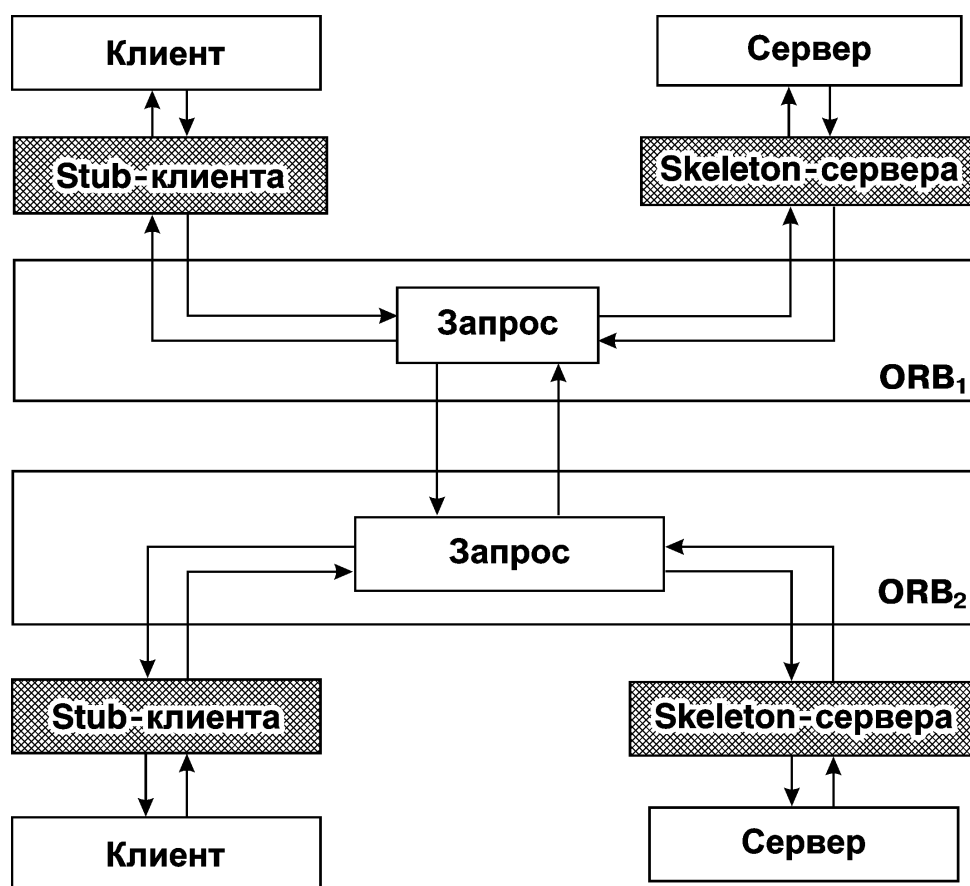 Клиент
Сервер
Stub-клиента
Skeleton-сервера
Запрос
ORB₁
Запрос
ORB₂
Stub-клиента
Skeleton-сервера
Клиент
Сервер